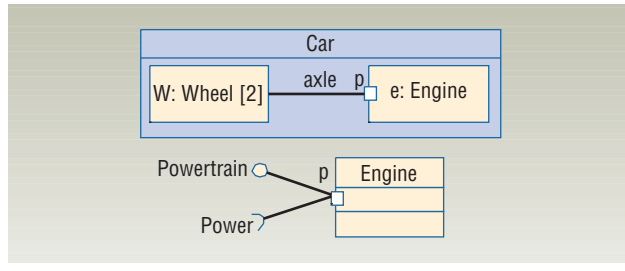 Car
axle p
W: Wheel [2]
e: Engine
Powertrain
p
Engine
Power